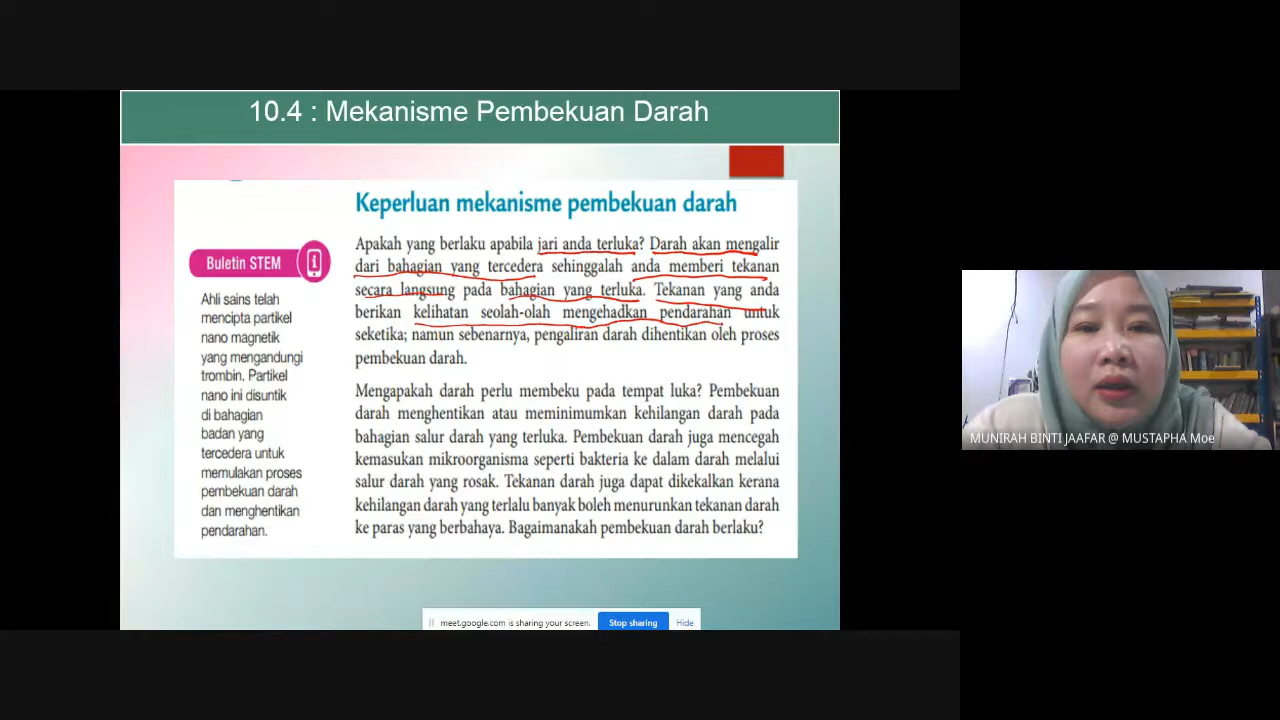 10.4 : Mekanisme Pembekuan Darah
Keperluan mekanisme pembekuan darah
Apakah yang berlaku apabila jari anda terluka? Darah akan mengalir
dari bahagian yang tercedera sehinggalah anda memberi tekanan
secara langsung pada bahagian yang terluka. Tekanan yang anda
berikan kelihatan seolah-olah mengehadkan pendarahan untuk
seketika; namun sebenarnya, pengaliran darah dihentikan oleh proses
pembekuan darah.
Mengapakah darah perlu membeku pada tempat luka? Pembekuan
darah menghentikan atau meminimumkan kehilangan darah pada
bahagian salur darah yang terluka. Pembekuan darah juga mencegah
kemasukan mikroorganisma seperti bakteria ke dalam darah melalui
salur darah yang rosak. Tekanan darah juga dapat dikekalkan kerana
kehilangan darah yang terlalu banyak boleh menurunkan tekanan darah
ke paras yang berbahaya. Bagaimanakah pembekuan darah berlaku?
Buletin STEM
Ahli sains telah
mencipta partikel
nano magnetik
yang mengandungi
trombin. Partikel
nano ini disuntik
di bahagian
badan yang
tercedera untuk
memulakan proses
pembekuan darah
dan menghentikan
pendarahan.
meet.google.com is sharing your screen.
Stop sharing
Hide
MUNIRAH BINTI JAAFAR @ MUSTAPHA Moe